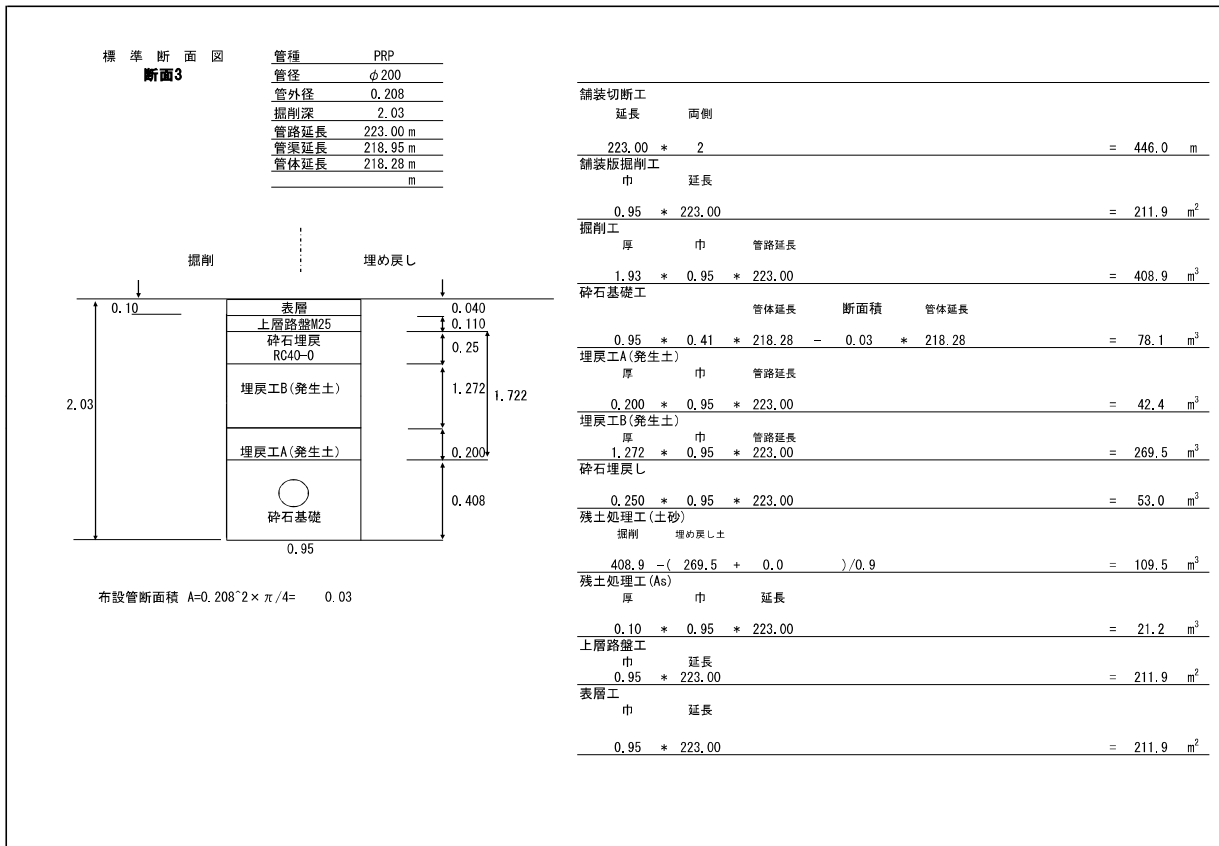 標 準 断 面 図
断面3
管種 PRP
管径 φ200
管外径 0.208
掘削深 2.03
管路延長 223.00 m
管渠延長 218.95 m
管体延長 218.28 m
m
掘削 埋め戻し
0.10 表層 0.040
上層路盤M25 0.110
砕石埋戻 0.25
RC40-0
埋戻工B(発生土) 1.272
2.03 1.722
埋戻工A(発生土) 0.200
0.408
砕石基礎
0.95
布設管断面積 A=0.208^2×π/4= 0.03
舗装切断工
延長 両側
223.00 * 2 = 446.0 m
舗装版掘削工
巾 延長
0.95 * 223.00 = 211.9 m2
掘削工
厚 巾 管路延長
1.93 * 0.95 * 223.00 = 408.9 m3
砕石基礎工
管体延長 断面積 管体延長
0.95 * 0.41 * 218.28 - 0.03 * 218.28 = 78.1 m3
埋戻工A(発生土)
厚 巾 管路延長
0.200 * 0.95 * 223.00 = 42.4 m3
埋戻工B(発生土)
厚 巾 管路延長
1.272 * 0.95 * 223.00 = 269.5 m3
砕石埋戻し
0.250 * 0.95 * 223.00 = 53.0 m3
残土処理工(土砂)
掘削 埋め戻し土
408.9 -( 269.5 + 0.0 )/0.9 = 109.5 m3
残土処理工(As)
厚 巾 延長
0.10 * 0.95 * 223.00 = 21.2 m3
上層路盤工
巾 延長
0.95 * 223.00 = 211.9 m2
表層工
巾 延長
0.95 * 223.00 = 211.9 m2